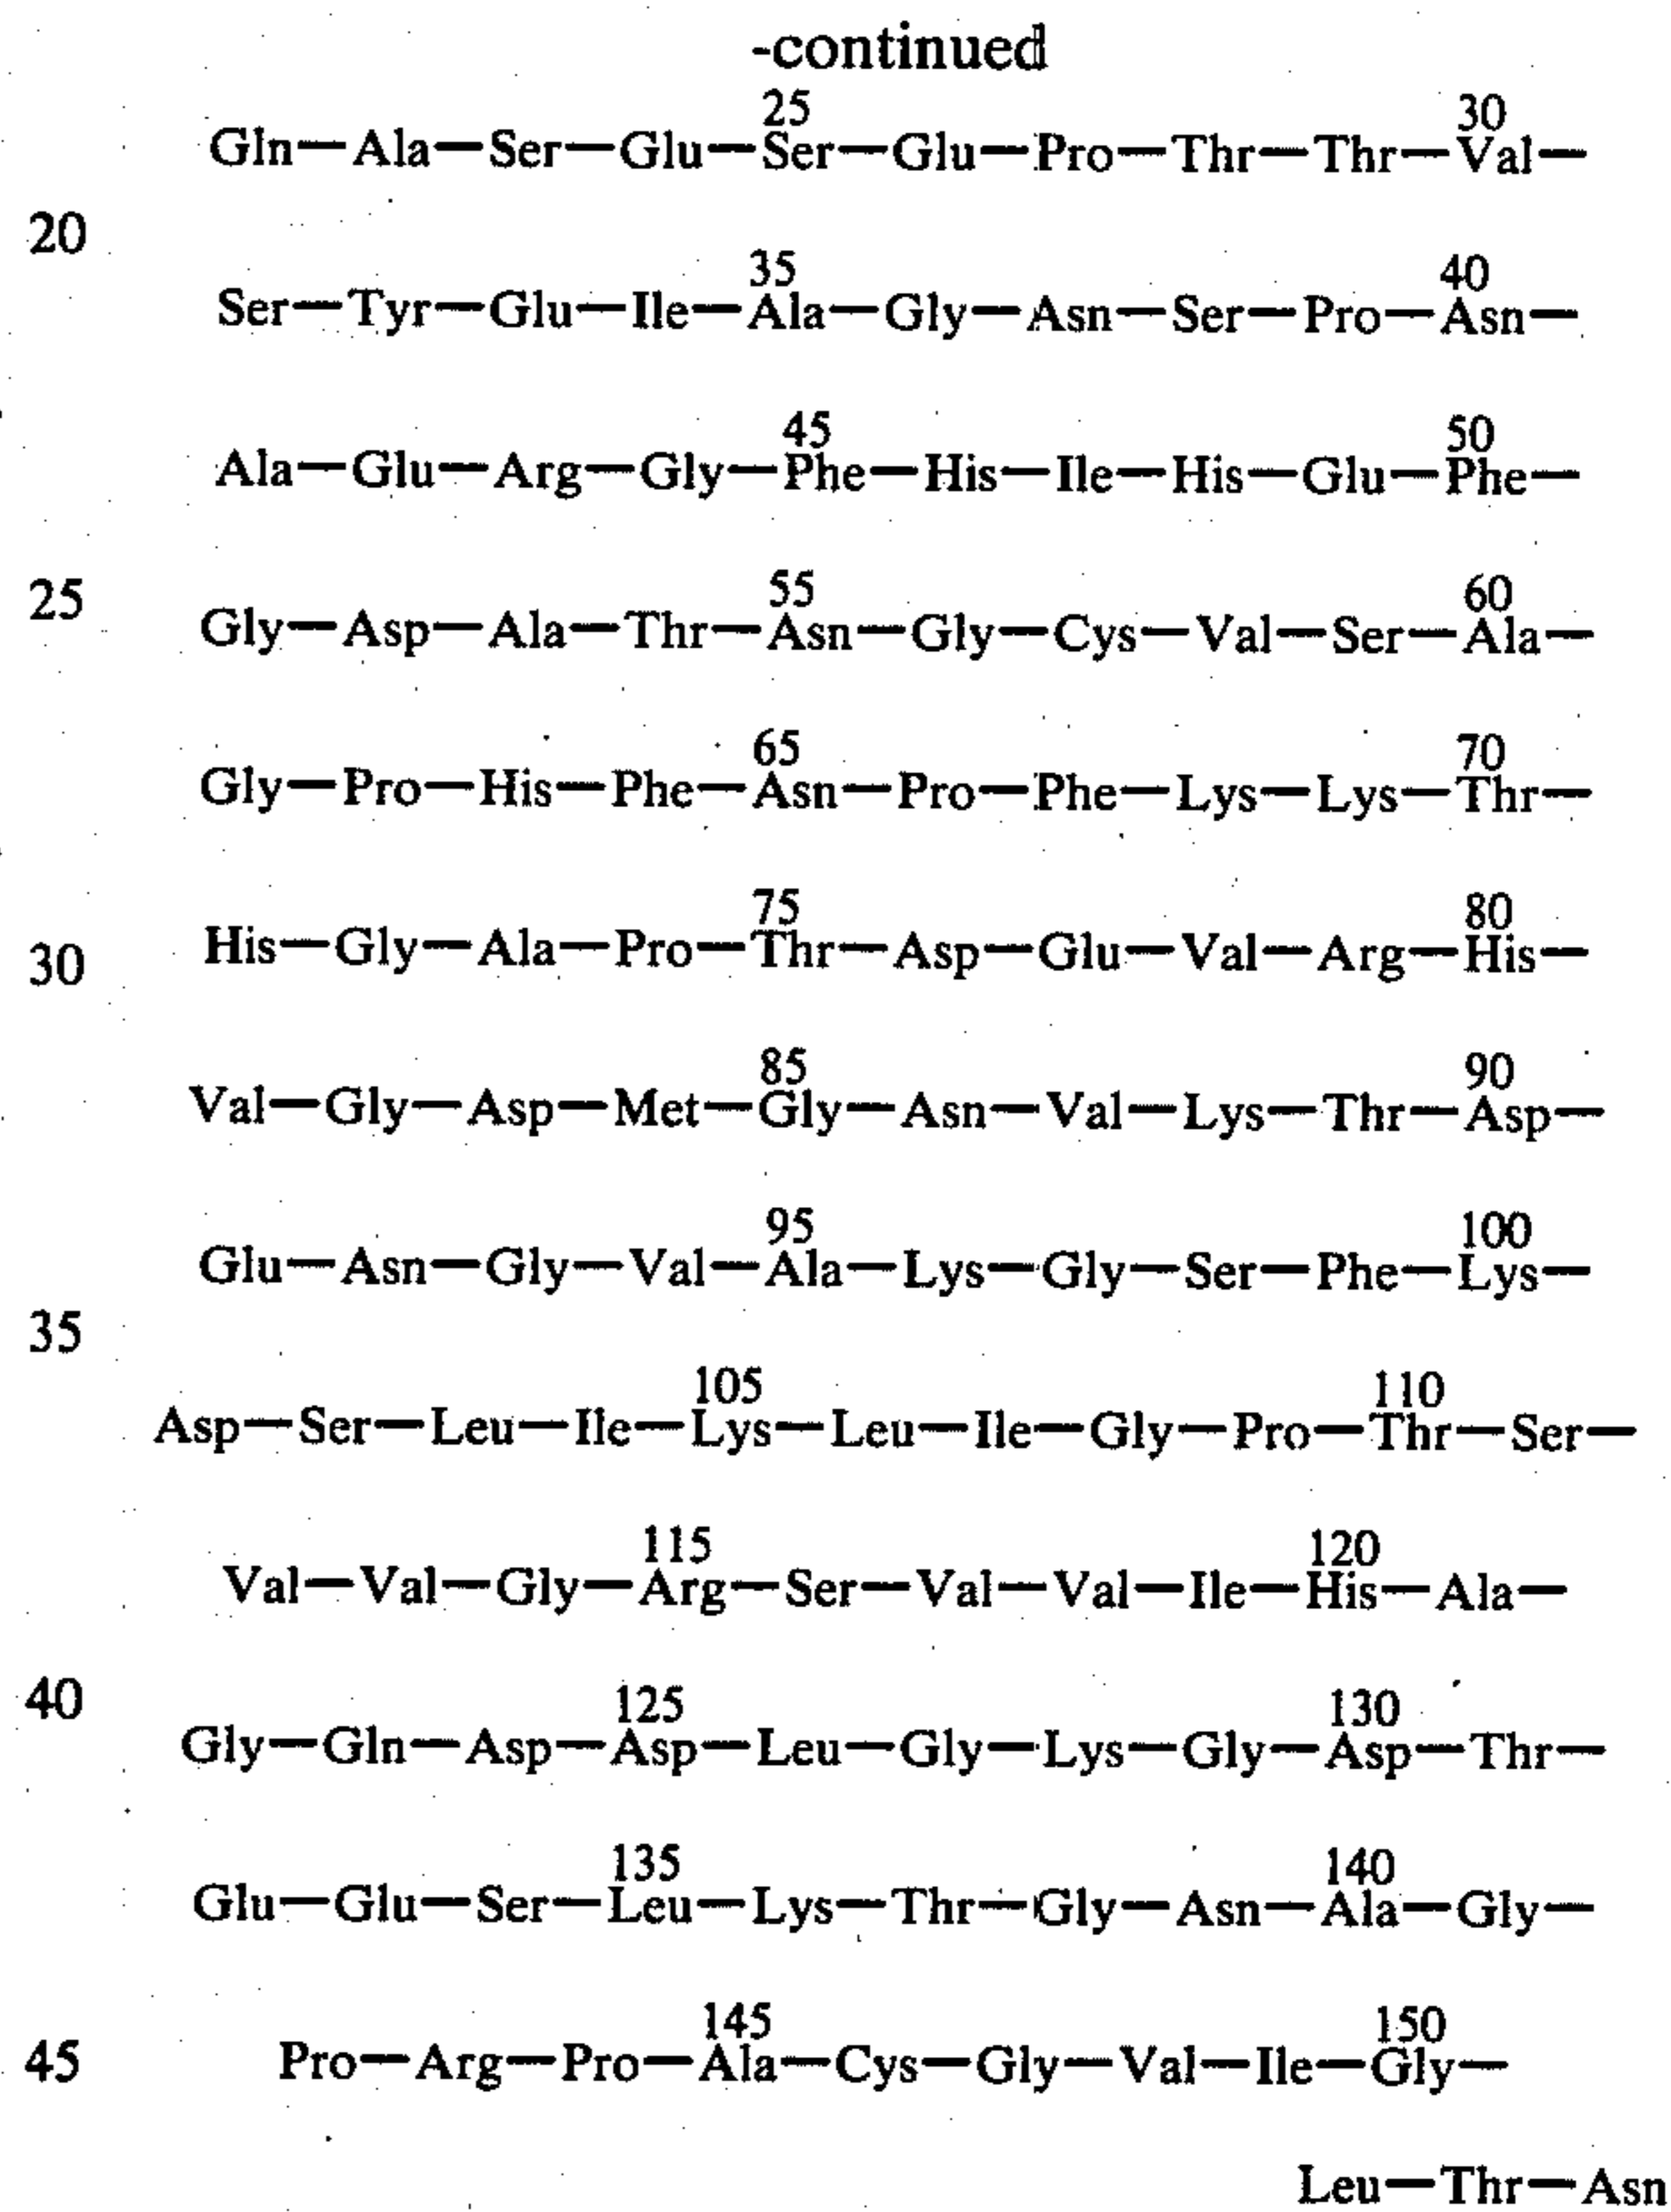 -continued
25 30
Gln—Ala—Ser—Glu—Ser—Glu—Pro—Thr—Thr—Val—
20
35 40
Ser—Tyr—Glu—Ile—Ala—Gly—Asn—Ser—Pro—Asn—
45 50
Ala—Glu—Arg—Gly—Phe—His—Ile—His—Glu—Phe—
25
55 60
Gly—Asp—Ala—Thr—Asn—Gly—Cys—Val—Ser—Ala—
65 70
Gly—Pro—His—Phe—Asn—Pro—Phe—Lys—Lys—Thr—
75 80
30 His—Gly—Ala—Pro—Thr—Asp—Glu—Val—Arg—His—
85 90
Val—Gly—Asp—Met—Gly—Asn—Val—Lys—Thr—Asp—
95 100
Glu—Asn—Gly—Val—Ala—Lys—Gly—Ser—Phe—Lys—
35
105 110
Asp—Ser—Leu—Ile—Lys—Leu—Ile—Gly—Pro—Thr—Ser—
115 120
Val—Val—Gly—Arg—Ser—Val—Val—Ile—His—Ala—
40
125 130
Gly—Gln—Asp—Asp—Leu—Gly—Lys—Gly—Asp—Thr—
135 140
Glu—Glu—Ser—Leu—Lys—Thr—Gly—Asn—Ala—Gly—
145 150
45 Pro—Arg—Pro—Ala—Cys—Gly—Val—Ile—Gly—
Leu—Thr—Asn